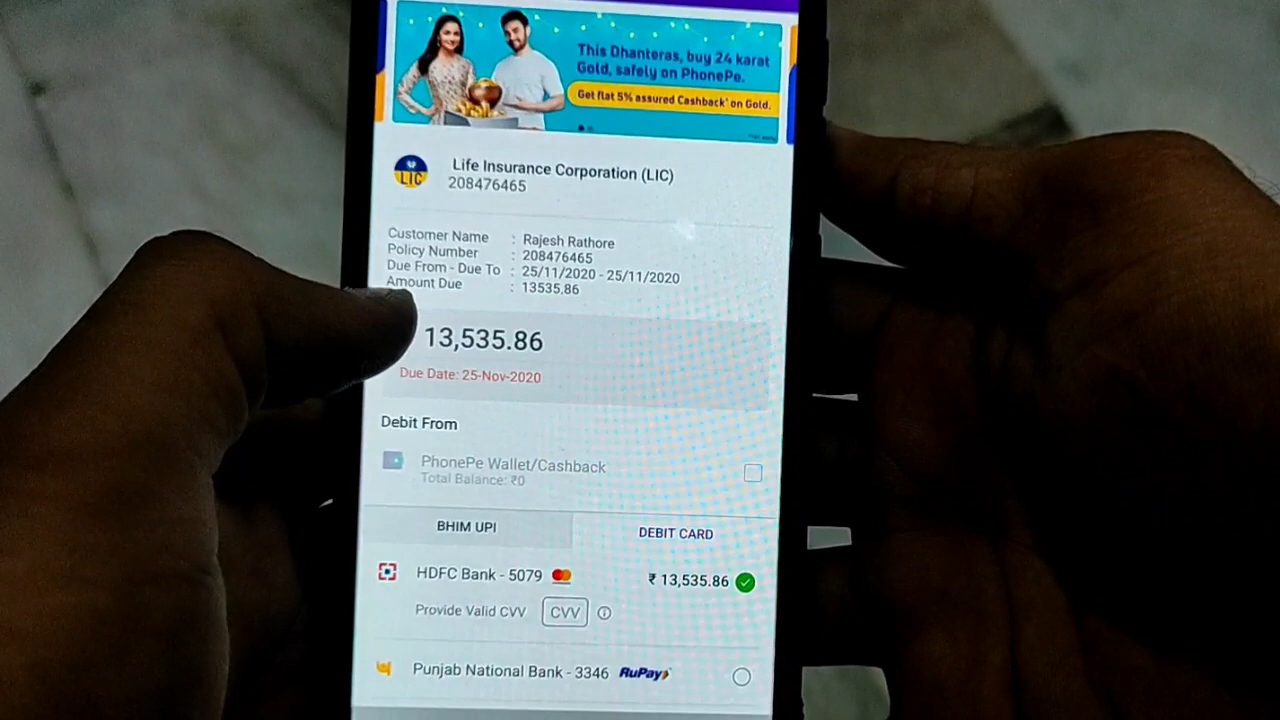 This Dhanteras, buy 24 karat
Gold, safely on PhonePe.
Get flat 5% assured Cashback* on Gold.
LIC
Life Insurance Corporation (LIC)
208476465
Customer Name : Rajesh Rathore
Policy Number : 208476465
Due From - Due To : 25/11/2020 - 25/11/2020
Amount Due : 13535.86
13,535.86
Due Date: 25-Nov-2020
Debit From
PhonePe Wallet/Cashback
Total Balance: ₹0
BHIM UPI
DEBIT CARD
HDFC Bank - 5079 ₹ 13,535.86
Provide Valid CVV CVV
Punjab National Bank - 3346 RuPay